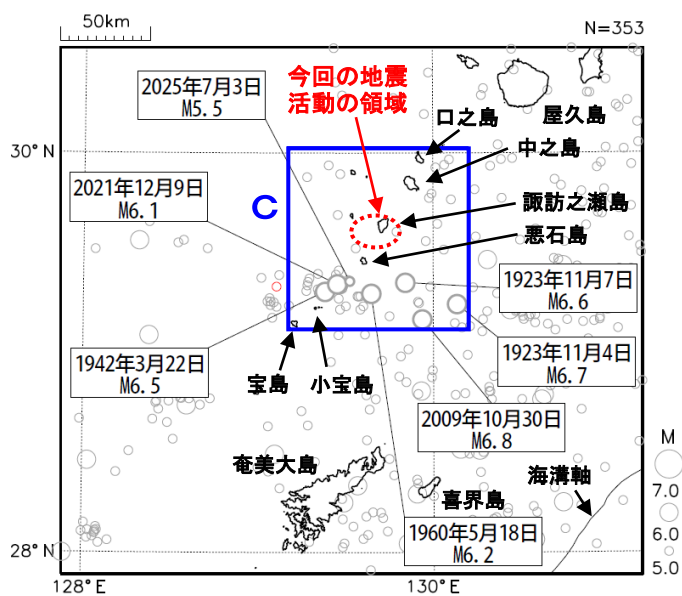 50km
N=353
2025年7月3日
M5.5
今回の地震
活動の領域
口之島
屋久島
30°N
中之島
2021年12月9日
M6.1
C
諏訪之瀬島
悪石島
1923年11月7日
M6.6
1942年3月22日
M6.5
宝島
小宝島
1923年11月4日
M6.7
2009年10月30日
M6.8
奄美大島
喜界島
海溝軸
M
7.0
6.0
5.0
1960年5月18日
M6.2
28°N
128°E
130°E